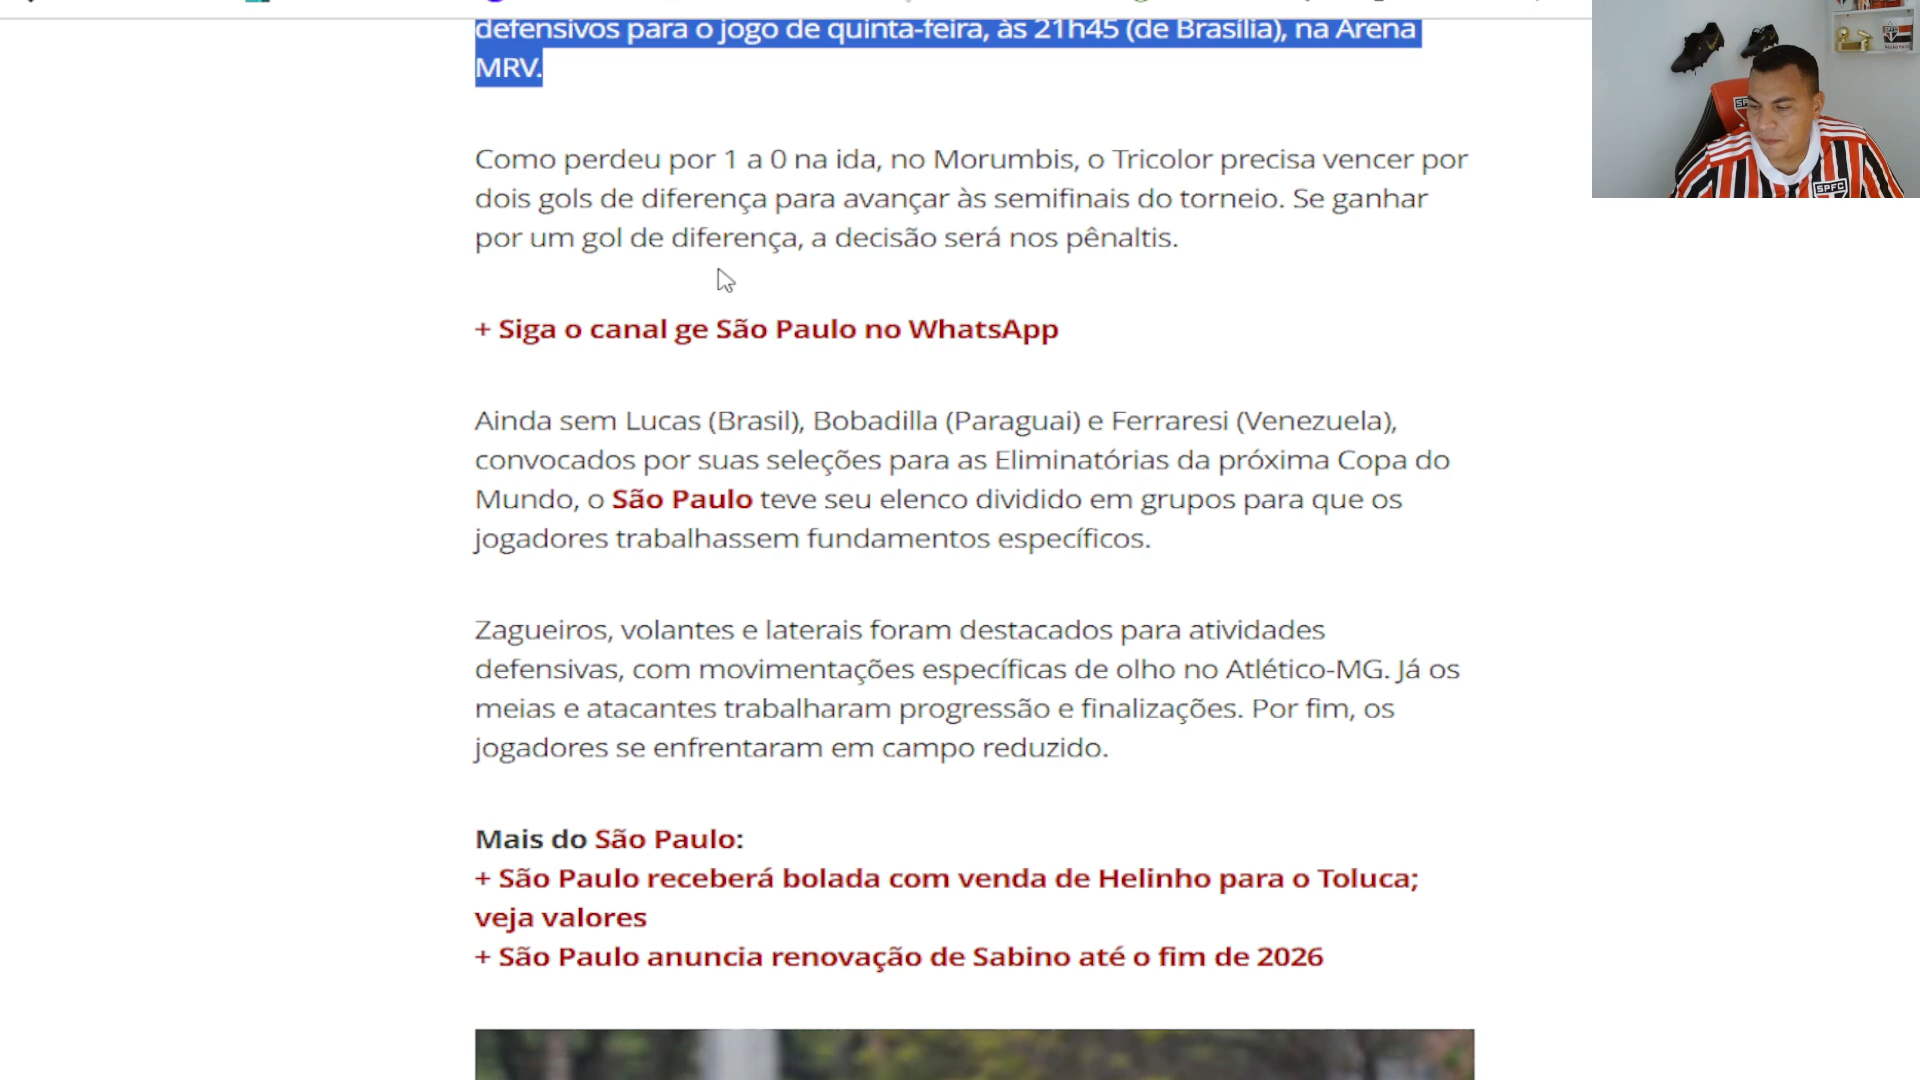 defensivos para o jogo de quinta-feira, às 21h45 (de Brasília), na Arena
MRV.
Como perdeu por 1 a 0 na ida, no Morumbis, o Tricolor precisa vencer por
dois gols de diferença para avançar às semifinais do torneio. Se ganhar
por um gol de diferença, a decisão será nos pênaltis.
+ Siga o canal ge São Paulo no WhatsApp
Ainda sem Lucas (Brasil), Bobadilla (Paraguai) e Ferraresi (Venezuela),
convocados por suas seleções para as Eliminatórias da próxima Copa do
Mundo, o São Paulo teve seu elenco dividido em grupos para que os
jogadores trabalhassem fundamentos específicos.
Zagueiros, volantes e laterais foram destacados para atividades
defensivas, com movimentações específicas de olho no Atlético-MG. Já os
meias e atacantes trabalharam progressão e finalizações. Por fim, os
jogadores se enfrentaram em campo reduzido.
Mais do São Paulo:
+ São Paulo receberá bolada com venda de Helinho para o Toluca;
veja valores
+ São Paulo anuncia renovação de Sabino até o fim de 2026
SPFC